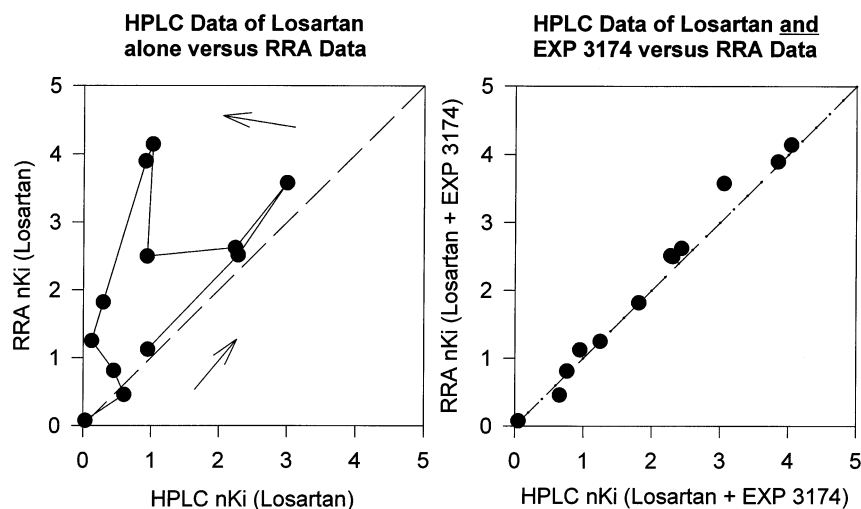 HPLC Data of Losartan
alone versus RRA Data
5
4
3
2
1
0
RRA nKi (Losartan)
0 1 2 3 4 5
HPLC nKi (Losartan)
HPLC Data of Losartan and
EXP 3174 versus RRA Data
5
4
3
2
1
0
RRA nKi (Losartan + EXP 3174)
0 1 2 3 4 5
HPLC nKi (Losartan + EXP 3174)